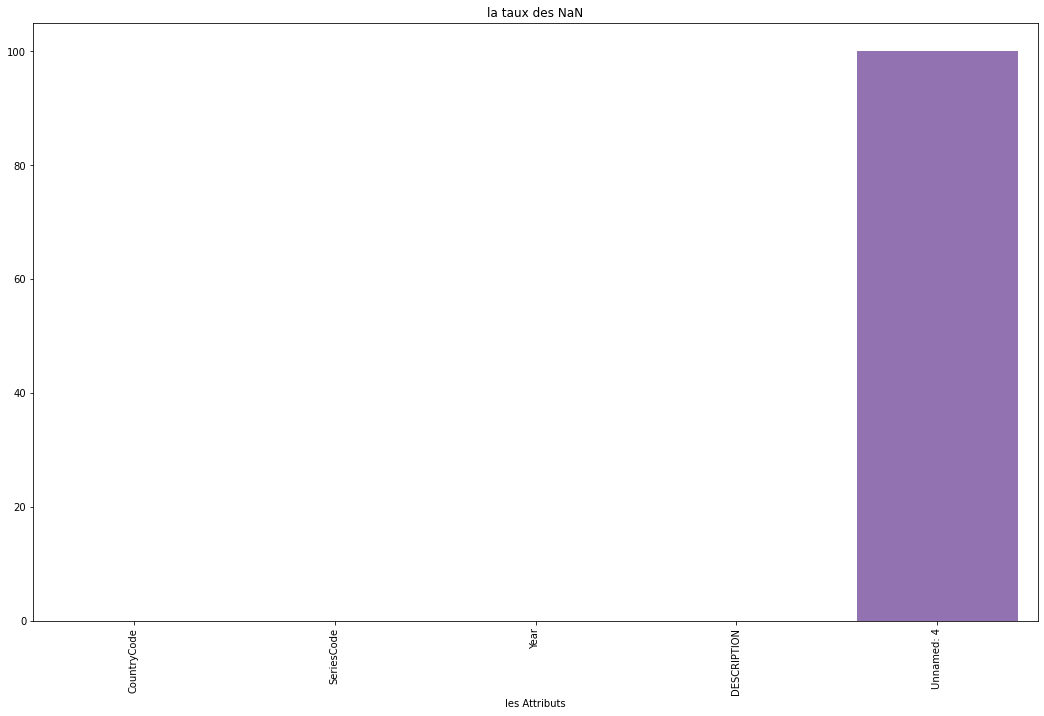 la taux des NaN
100
80
60
40
20
0
CountryCode
SeriesCode
Year
DESCRIPTION
Unnamed: 4
les Attributs